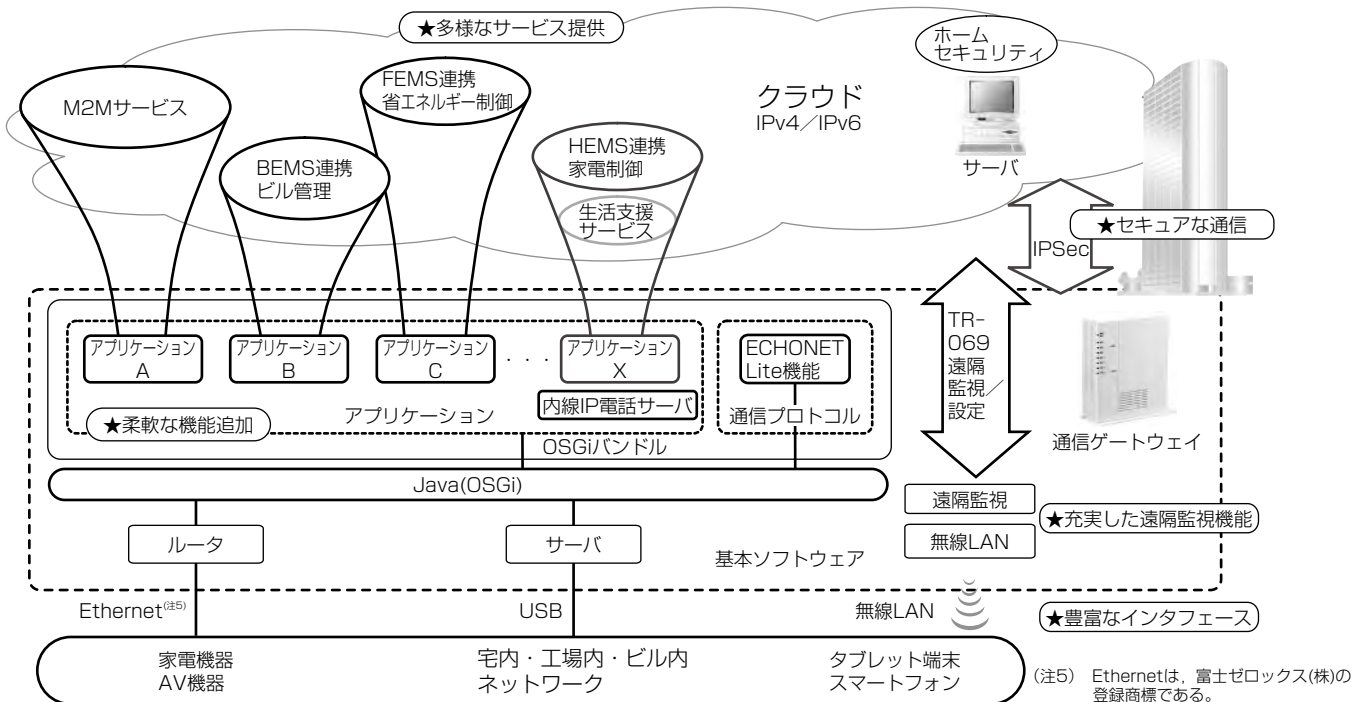 ★多様なサービス提供
ホーム
セキュリティ
M2Mサービス
FEMS連携
省エネルギー制御
クラウド
IPv4／IPv6
BEMS連携
ビル管理
HEMS連携
家電制御
サーバ
生活支援
サービス
★セキュアな通信
IPSec
アプリケーション
A
アプリケーション
B
アプリケーション
C
・・・
アプリケーション
X
ECHONET
Lite機能
TR-
069
遠隔
監視／
設定
内線IP電話サーバ
★柔軟な機能追加
アプリケーション
通信プロトコル
通信ゲートウェイ
OSGiバンドル
Java(OSGi)
遠隔監視
★充実した遠隔監視機能
ルータ
サーバ
無線LAN
基本ソフトウェア
Ethernet(注5)
USB
無線LAN
★豊富なインタフェース
家電機器
AV機器
宅内・工場内・ビル内
ネットワーク
タブレット端末
スマートフォン
(注5) Ethernetは，富士ゼロックス(株)の
登録商標である。